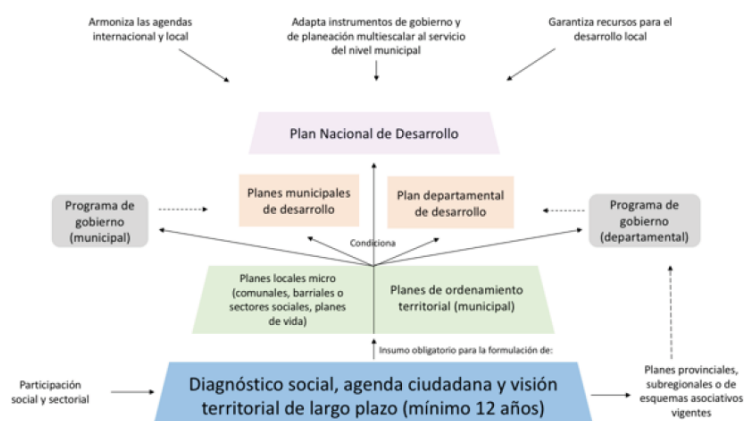 Armoniza las agendas
internacional y local
Adapta instrumentos de gobierno y
de planeación multiescalar al servicio
del nivel municipal
Garantiza recursos para el
desarrollo local
Plan Nacional de Desarrollo
Programa de
gobierno
(municipal)
Planes municipales
de desarrollo
Plan departamental
de desarrollo
Programa de
gobierno
(departamental)
Condiciona
Planes locales micro
(comunales, barriales o
sectores sociales, planes
de vida)
Planes de ordenamiento
territorial (municipal)
Insumo obligatorio para la formulación de:
Participación
social y sectorial
Diagnóstico social, agenda ciudadana y visión
territorial de largo plazo (mínimo 12 años)
Planes provinciales,
subregionales o de
esquemas asociativos
vigentes